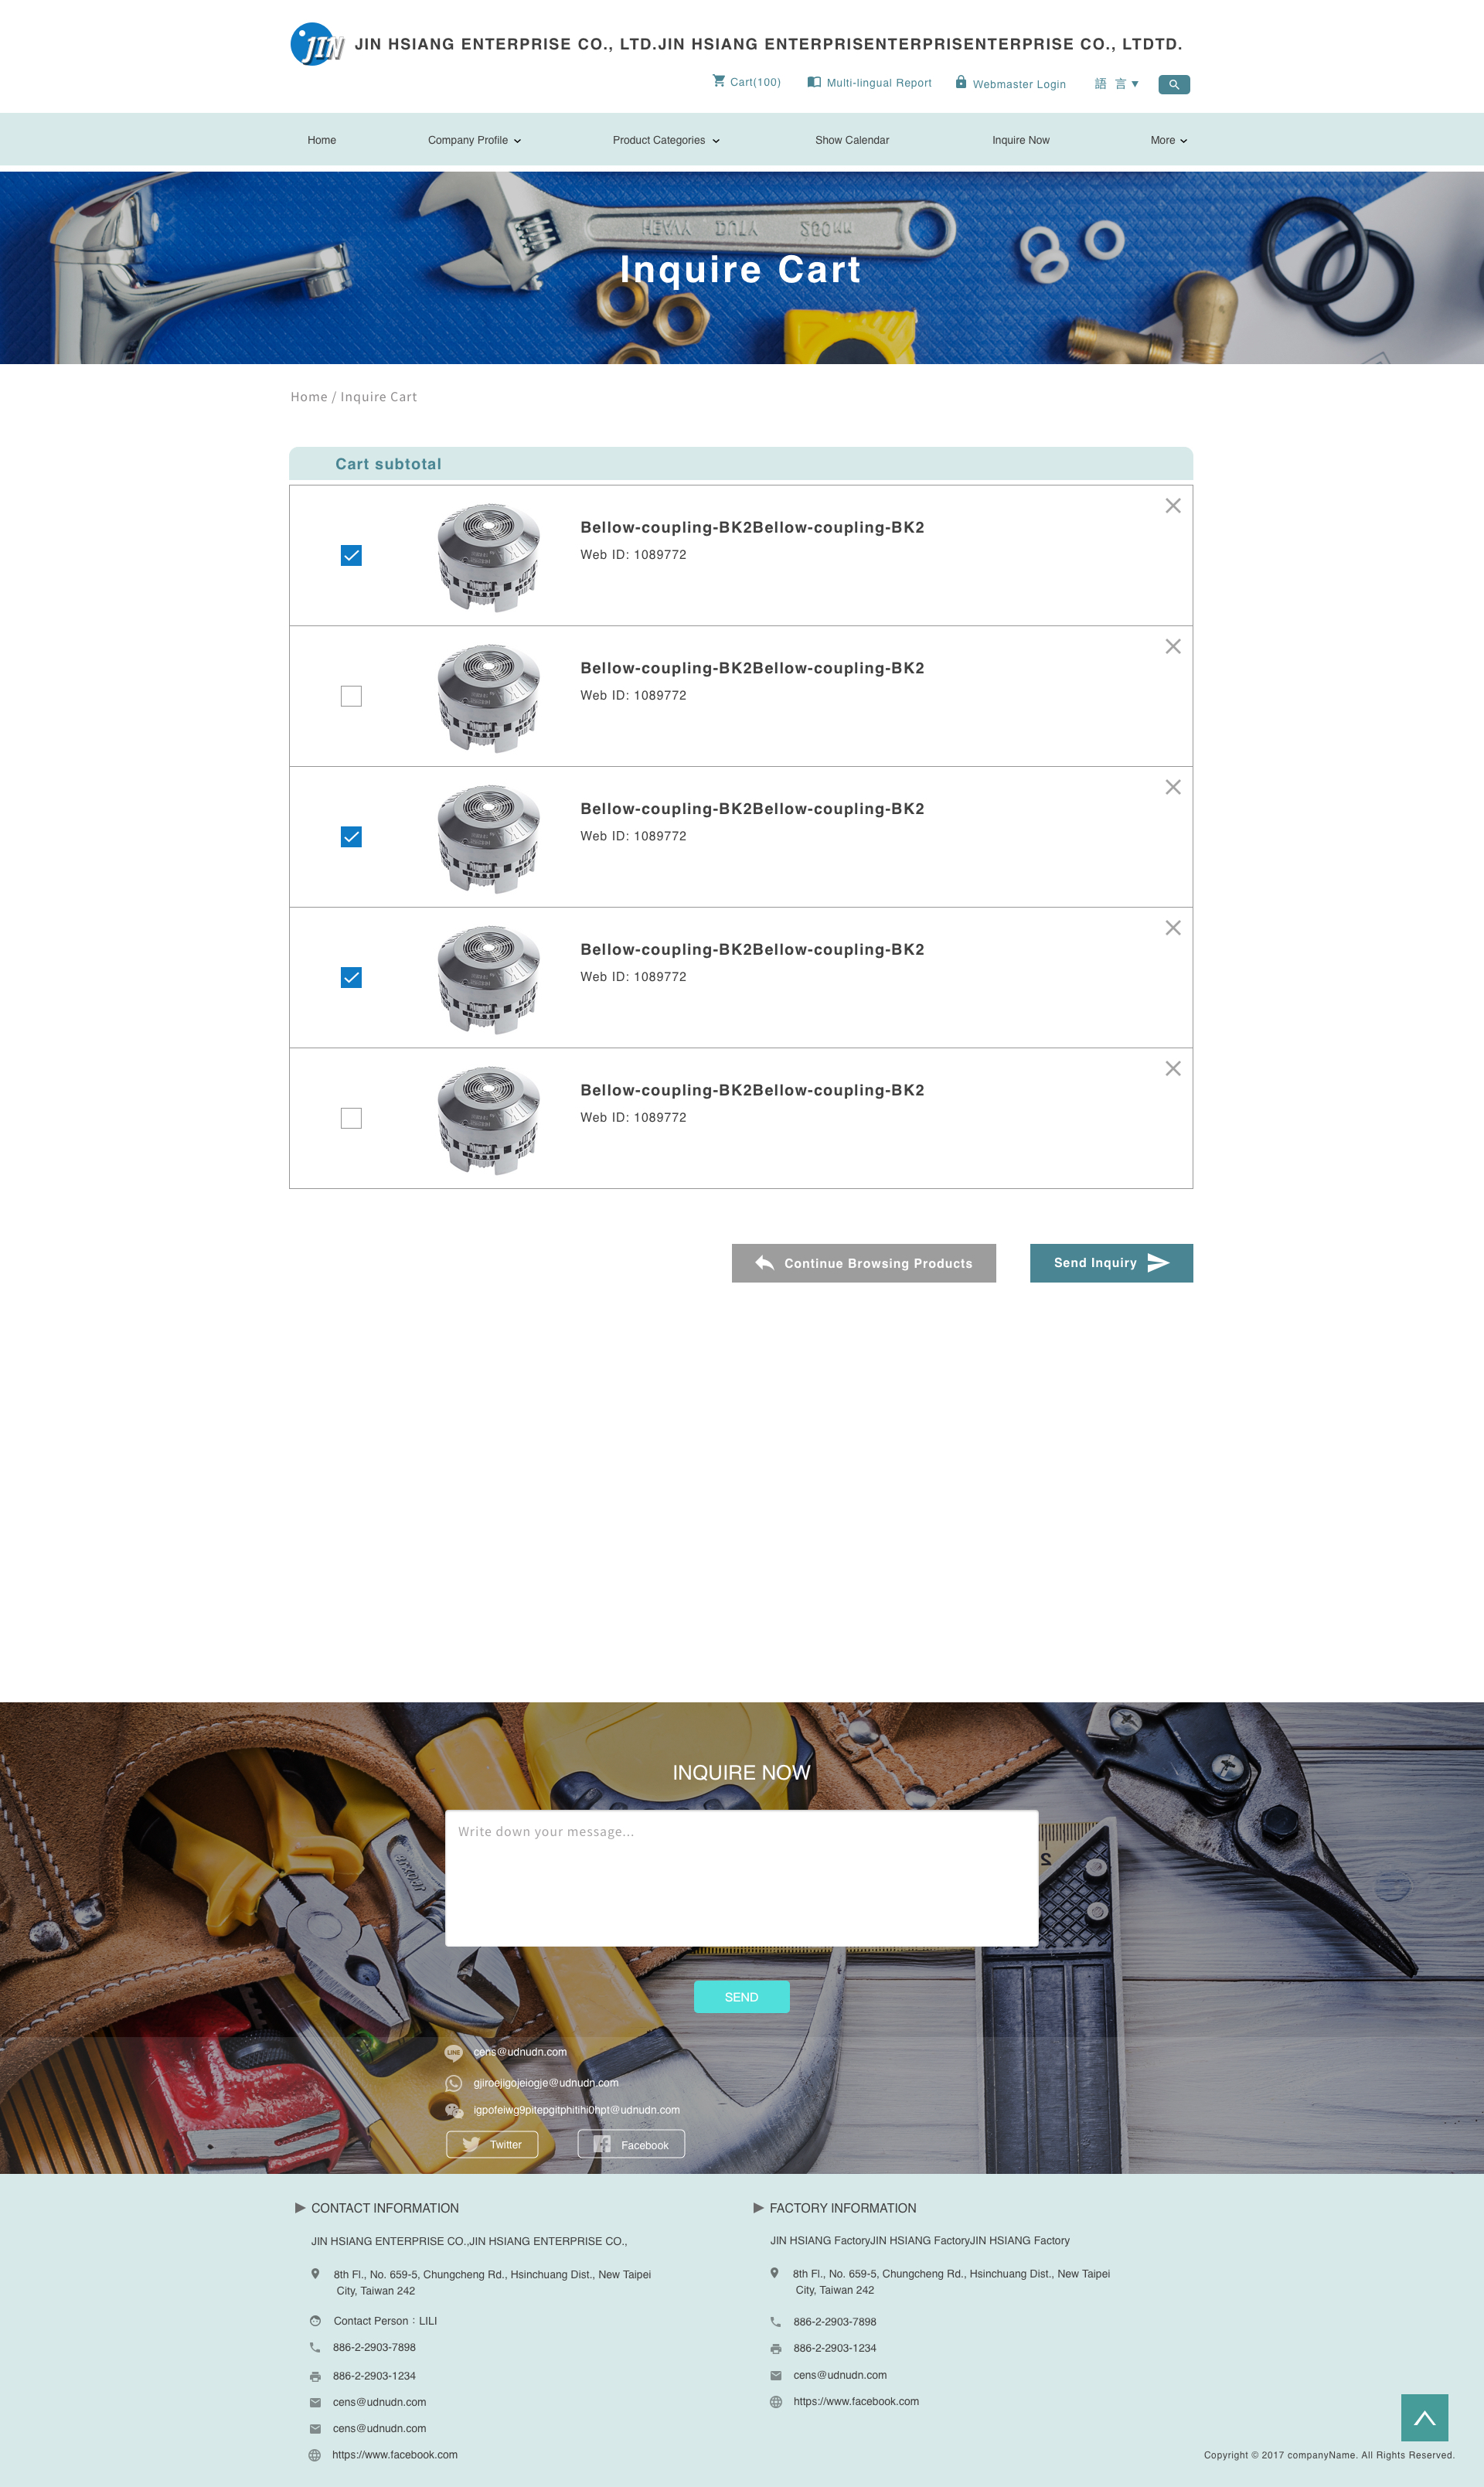 JIN
JIN HSIANG ENTERPRISE CO., LTD.JIN HSIANG ENTERPRISENTERPRISENTERPRISE CO., LTDTD.
Cart(100)
Multi-lingual Report
Webmaster Login
語 言 ▼
Home
Company Profile
Product Categories
Show Calendar
Inquire Now
More
HEAVY DUTY 200mm
Inquire Cart
Home / Inquire Cart
Cart subtotal
Bellow-coupling-BK2Bellow-coupling-BK2
Web ID: 1089772
Bellow-coupling-BK2Bellow-coupling-BK2
Web ID: 1089772
Bellow-coupling-BK2Bellow-coupling-BK2
Web ID: 1089772
Bellow-coupling-BK2Bellow-coupling-BK2
Web ID: 1089772
Bellow-coupling-BK2Bellow-coupling-BK2
Web ID: 1089772
Continue Browsing Products
Send Inquiry
INQUIRE NOW
Write down your message...
2
SEND
LINE
cens@udnudn.com
gjiroejigojeiogje@udnudn.com
igpofeiwg9pitepgitphitihi0hpt@udnudn.com
Twitter
Facebook
CONTACT INFORMATION
JIN HSIANG ENTERPRISE CO.,JIN HSIANG ENTERPRISE CO.,
8th Fl., No. 659-5, Chungcheng Rd., Hsinchuang Dist., New Taipei
City, Taiwan 242
Contact Person：LILI
886-2-2903-7898
886-2-2903-1234
cens@udnudn.com
cens@udnudn.com
https://www.facebook.com
FACTORY INFORMATION
JIN HSIANG FactoryJIN HSIANG FactoryJIN HSIANG Factory
8th Fl., No. 659-5, Chungcheng Rd., Hsinchuang Dist., New Taipei
City, Taiwan 242
886-2-2903-7898
886-2-2903-1234
cens@udnudn.com
https://www.facebook.com
Copyright © 2017 companyName. All Rights Reserved.